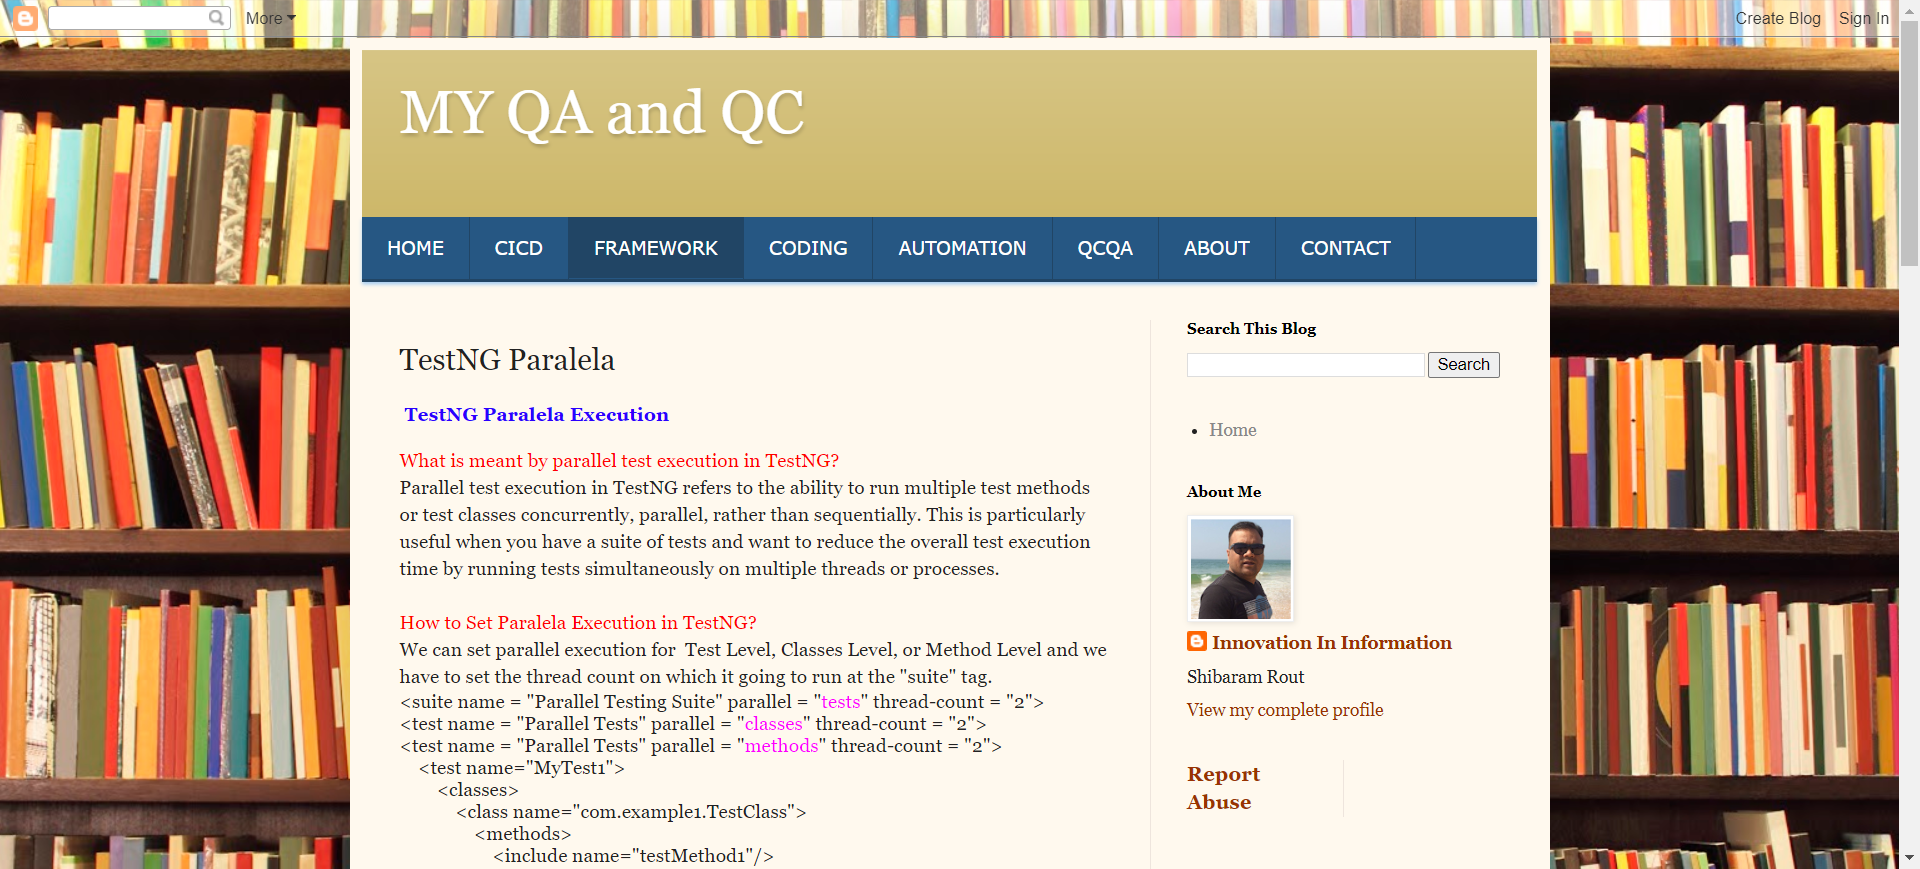 More
Create Blog Sign In
MY QA and QC
HOME CICD FRAMEWORK CODING AUTOMATION QCQA ABOUT CONTACT
TestNG Paralela
TestNG Paralela Execution
What is meant by parallel test execution in TestNG?
Parallel test execution in TestNG refers to the ability to run multiple test methods
or test classes concurrently, parallel, rather than sequentially. This is particularly
useful when you have a suite of tests and want to reduce the overall test execution
time by running tests simultaneously on multiple threads or processes.
How to Set Paralela Execution in TestNG?
We can set parallel execution for  Test Level, Classes Level, or Method Level and we
have to set the thread count on which it going to run at the "suite" tag.
<suite name = "Parallel Testing Suite" parallel = "tests" thread-count = "2">
<test name = "Parallel Tests" parallel = "classes" thread-count = "2">
<test name = "Parallel Tests" parallel = "methods" thread-count = "2">
<test name="MyTest1">
<classes>
<class name="com.example1.TestClass">
<methods>
<include name="testMethod1"/>
Search This Blog
Search
Home
About Me
Innovation In Information
Shibaram Rout
View my complete profile
Report
Abuse